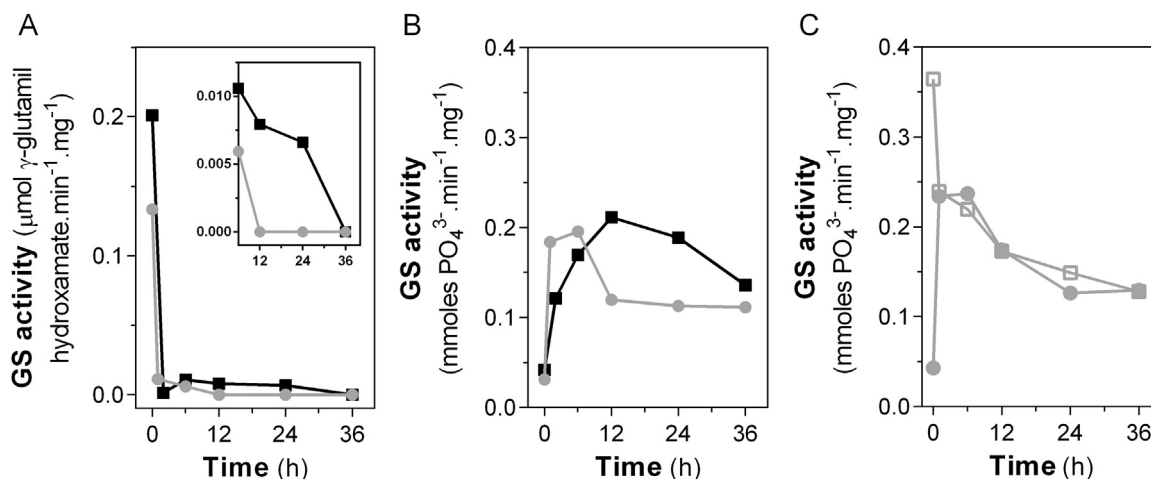 A
GS activity (μmol γ-glutamil
hydroxamate.min⁻¹.mg⁻¹)
0.2
0.1
0.0
0.010
0.005
0.000
12 24 36
0 12 24 36
Time (h)
B
GS activity
(mmoles PO₄³⁻.min⁻¹.mg⁻¹)
0.4
0.3
0.2
0.1
0.0
0 12 24 36
Time (h)
C
GS activity
(mmoles PO₄³⁻.min⁻¹.mg⁻¹)
0.4
0.3
0.2
0.1
0.0
0 12 24 36
Time (h)